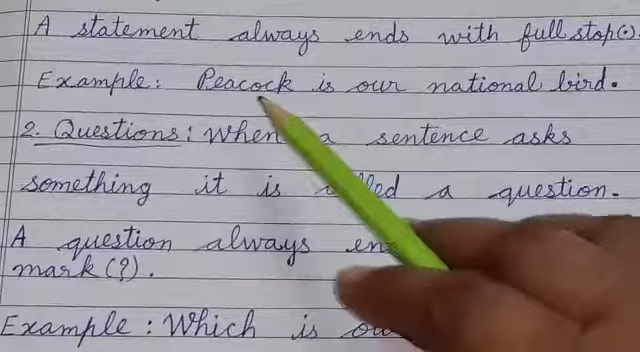 A statement always ends with full stop(.).
Example: Peacock is our national bird.
2. Questions: When a sentence asks
something it is called a question.
A question always
mark(?).
Example: Which is